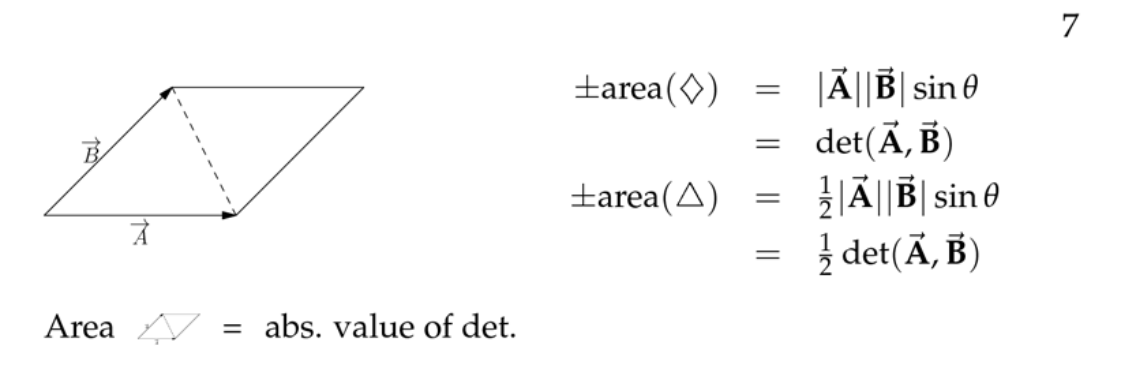 7
±area(♢) = |A⃗||B⃗| sin θ
= det(A⃗, B⃗)
±area(△) = ½|A⃗||B⃗| sin θ
= ½ det(A⃗, B⃗)
B⃗
A⃗
Area = abs. value of det.